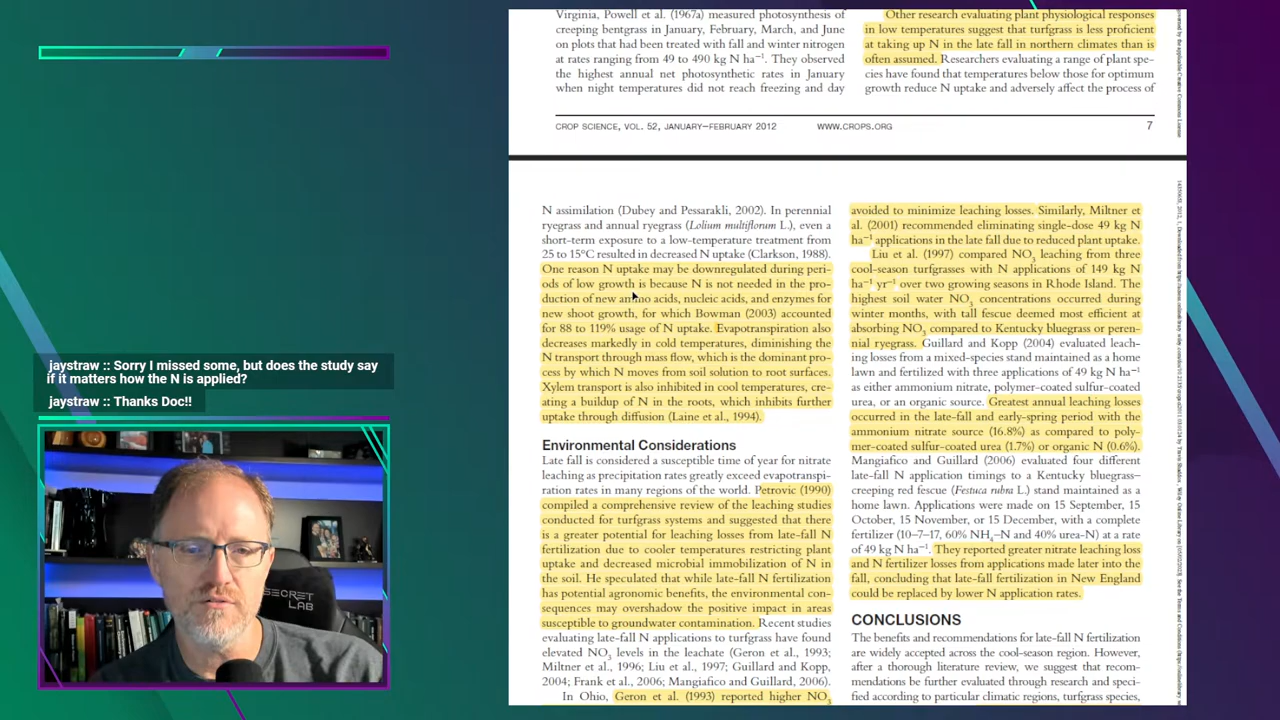 Virginia, Powell et al. (1967a) measured photosynthesis of
creeping bentgrass in January, February, March, and June
on plots that had been treated with fall and winter nitrogen
at rates ranging from 49 to 490 kg N ha⁻¹. They observed
the highest annual net photosynthetic rates in January
when night temperatures did not reach freezing and day
Other research evaluating plant physiological responses
in low temperatures suggest that turfgrass is less proficient
at taking up N in the late fall in northern climates than is
often assumed. Researchers evaluating a range of plant spe-
cies have found that temperatures below those for optimum
growth reduce N uptake and adversely affect the process of
CROP SCIENCE, VOL. 52, JANUARY–FEBRUARY 2012 WWW.CROPS.ORG 7
N assimilation (Dubey and Pessarakli, 2002). In perennial
ryegrass and annual ryegrass (Lolium multiflorum L.), even a
short-term exposure to a low-temperature treatment from
25 to 15°C resulted in decreased N uptake (Clarkson, 1988).
One reason N uptake may be downregulated during peri-
ods of low growth is because N is not needed in the pro-
duction of new amino acids, nucleic acids, and enzymes for
new shoot growth, for which Bowman (2003) accounted
for 88 to 119% usage of N uptake. Evapotranspiration also
decreases markedly in cold temperatures, diminishing the
N transport through mass flow, which is the dominant pro-
cess by which N moves from soil solution to root surfaces.
Xylem transport is also inhibited in cool temperatures, cre-
ating a buildup of N in the roots, which inhibits further
uptake through diffusion (Laine et al., 1994).
Environmental Considerations
Late fall is considered a susceptible time of year for nitrate
leaching as precipitation rates greatly exceed evapotranspi-
ration rates in many regions of the world. Petrovic (1990)
compiled a comprehensive review of the leaching studies
conducted for turfgrass systems and suggested that there
is a greater potential for leaching losses from late-fall N
fertilization due to cooler temperatures restricting plant
uptake and decreased microbial immobilization of N in
the soil. He speculated that while late-fall N fertilization
has potential agronomic benefits, the environmental con-
sequences may overshadow the positive impact in areas
susceptible to groundwater contamination. Recent studies
evaluating late-fall N applications to turfgrass have found
elevated NO₃ levels in the leachate (Geron et al., 1993;
Miltner et al., 1996; Liu et al., 1997; Guillard and Kopp,
2004; Frank et al., 2006; Mangiafico and Guillard, 2006).
In Ohio, Geron et al. (1993) reported higher NO₃
avoided to minimize leaching losses. Similarly, Miltner et
al. (2001) recommended eliminating single-dose 49 kg N
ha⁻¹ applications in the late fall due to reduced plant uptake.
Liu et al. (1997) compared NO₃ leaching from three
cool-season turfgrasses with N applications of 149 kg N
ha⁻¹ yr⁻¹ over two growing seasons in Rhode Island. The
highest soil water NO₃ concentrations occurred during
winter months, with tall fescue deemed most efficient at
absorbing NO₃ compared to Kentucky bluegrass or peren-
nial ryegrass. Guillard and Kopp (2004) evaluated leach-
ing losses from a mixed-species stand maintained as a home
lawn and fertilized with three applications of 49 kg N ha⁻¹
as either ammonium nitrate, polymer-coated sulfur-coated
urea, or an organic source. Greatest annual leaching losses
occurred in the late-fall and early-spring period with the
ammonium nitrate source (16.8%) as compared to poly-
mer-coated sulfur-coated urea (1.7%) or organic N (0.6%).
Mangiafico and Guillard (2006) evaluated four different
late-fall N application timings to a Kentucky bluegrass–
creeping red fescue (Festuca rubra L.) stand maintained as a
home lawn. Applications were made on 15 September, 15
October, 15 November, or 15 December, with a complete
fertilizer (10–7–17, 60% NH₄–N and 40% urea-N) at a rate
of 49 kg N ha⁻¹. They reported greater nitrate leaching loss
and N fertilizer losses from applications made later into the
fall, concluding that late-fall fertilization in New England
could be replaced by lower N application rates.
CONCLUSIONS
The benefits and recommendations for late-fall N fertilization
are widely accepted across the cool-season region. However,
after a thorough literature review, we suggest that recom-
mendations be further evaluated through research and speci-
fied according to particular climatic regions, turfgrass species,
jaystraw :: Sorry I missed some, but does the study say
if it matters how the N is applied?
jaystraw :: Thanks Doc!!
SECRET
LAB